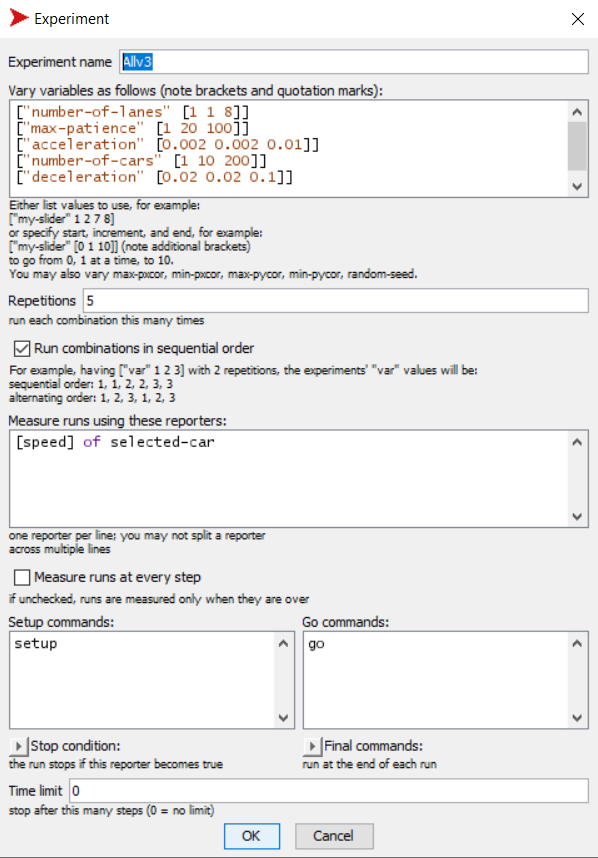 Experiment
Experiment name Allv3
Vary variables as follows (note brackets and quotation marks):
["number-of-lanes" [1 1 8]]
["max-patience" [1 20 100]]
["acceleration" [0.002 0.002 0.01]]
["number-of-cars" [1 10 200]]
["deceleration" [0.02 0.02 0.1]]
Either list values to use, for example:
["my-slider" 1 2 7 8]
or specify start, increment, and end, for example:
["my-slider" [0 1 10]] (note additional brackets)
to go from 0, 1 at a time, to 10.
You may also vary max-pxcor, min-pxcor, max-pycor, min-pycor, random-seed.
Repetitions 5
run each combination this many times
Run combinations in sequential order
For example, having ["var" 1 2 3] with 2 repetitions, the experiments' "var" values will be:
sequential order: 1, 1, 2, 2, 3, 3
alternating order: 1, 2, 3, 1, 2, 3
Measure runs using these reporters:
[speed] of selected-car
one reporter per line; you may not split a reporter
across multiple lines
Measure runs at every step
if unchecked, runs are measured only when they are over
Setup commands: Go commands:
setup go
Stop condition: Final commands:
the run stops if this reporter becomes true run at the end of each run
Time limit 0
stop after this many steps (0 = no limit)
OK Cancel